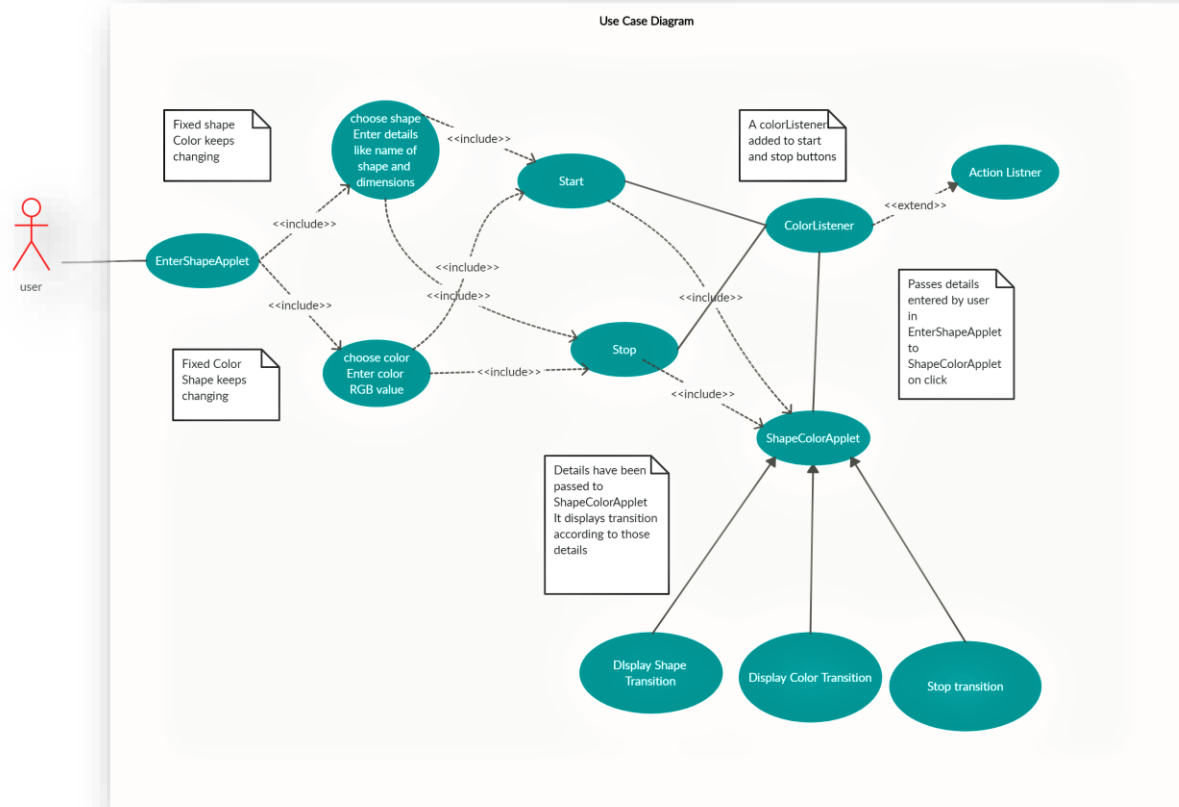 Use Case Diagram
Fixed shape
Color keeps
changing
choose shape
Enter details
like name of
shape and
dimensions
<<include>>
Start
A colorListener
added to start
and stop buttons
Action Listner
<<extend>>
ColorListener
<<include>>
EnterShapeApplet
user
<<include>>
<<include>>
<<include>>
<<include>>
Passes details
entered by user
in
EnterShapeApplet
to
ShapeColorApplet
on click
Fixed Color
Shape keeps
changing
choose color
Enter color
RGB value
<<include>>
Stop
<<include>>
ShapeColorApplet
Details have been
passed to
ShapeColorApplet
It displays transition
according to those
details
DIsplay Shape
Transition
Display Color Transition
Stop transition